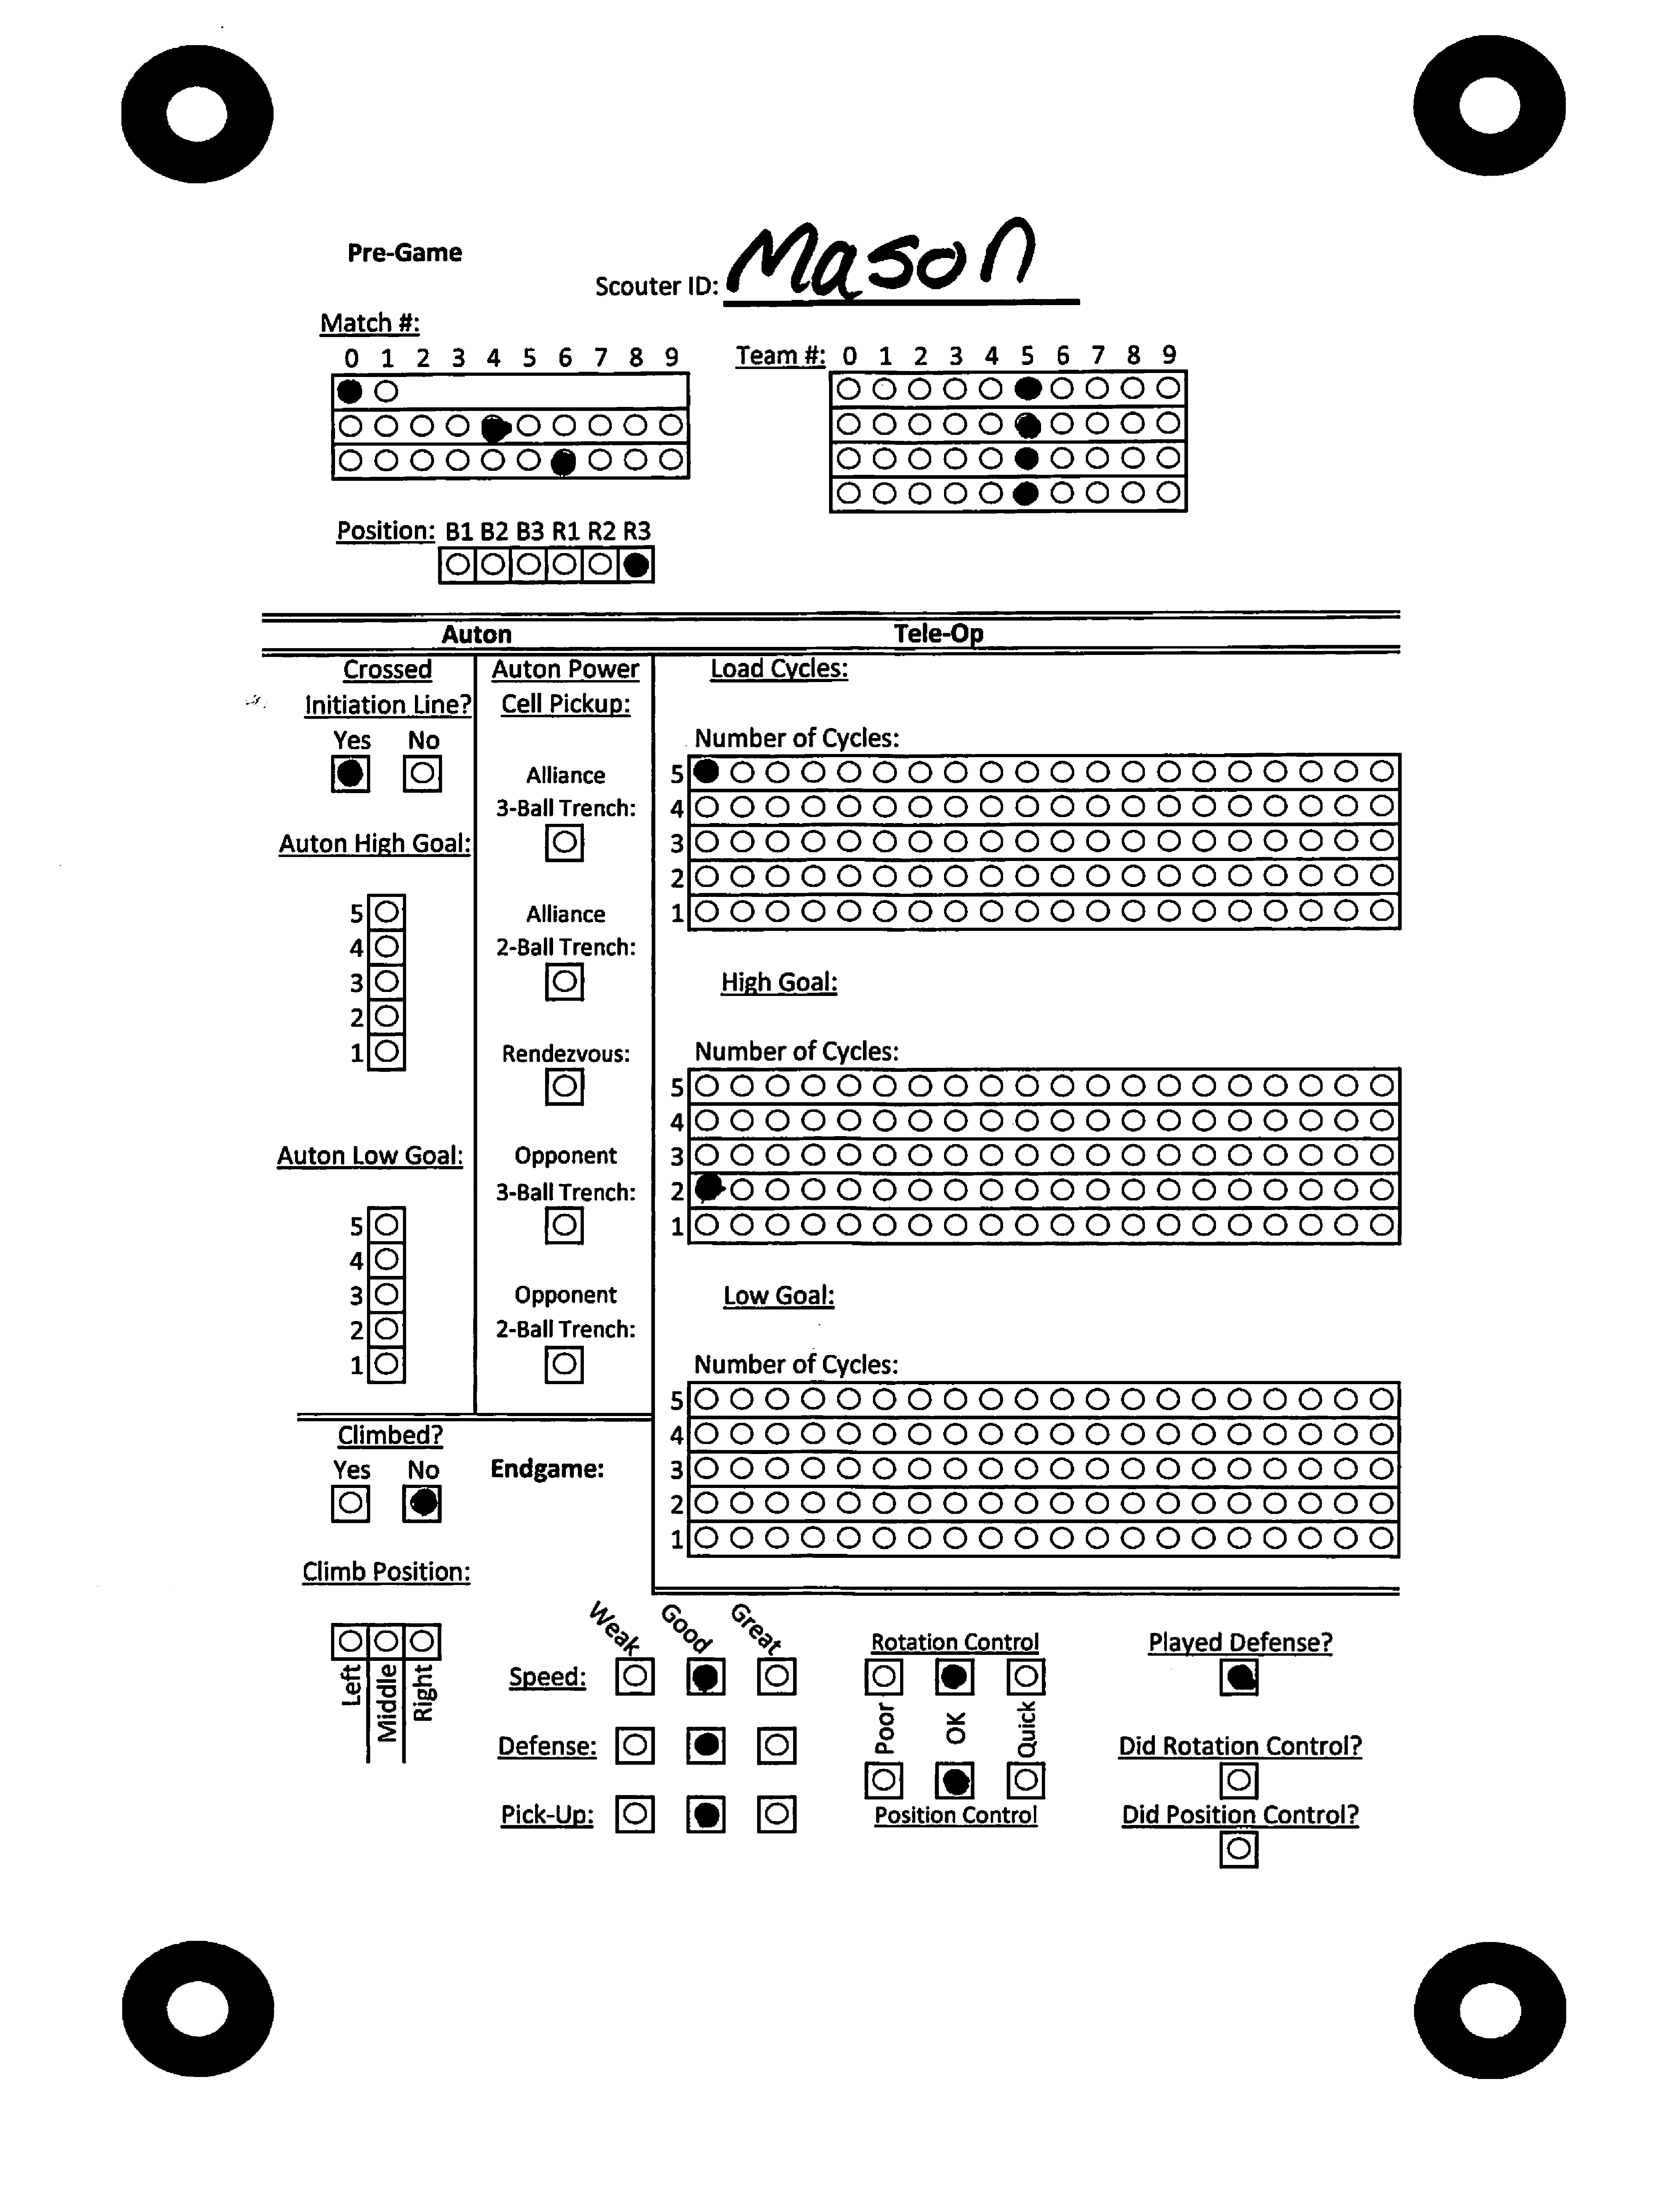 Pre-Game
Scouter ID: Mason
Match #:
0 1 2 3 4 5 6 7 8 9
Team #: 0 1 2 3 4 5 6 7 8 9
Position: B1 B2 B3 R1 R2 R3
Auton
Tele-Op
Crossed
Initiation Line?
Yes No
Auton High Goal:
5
4
3
2
1
Auton Low Goal:
5
4
3
2
1
Auton Power
Cell Pickup:
Alliance
3-Ball Trench:
Alliance
2-Ball Trench:
Rendezvous:
Opponent
3-Ball Trench:
Opponent
2-Ball Trench:
Load Cycles:
Number of Cycles:
5
4
3
2
1
High Goal:
Number of Cycles:
5
4
3
2
1
Low Goal:
Number of Cycles:
5
4
3
2
1
Climbed?
Yes No
Endgame:
Climb Position:
Left
Middle
Right
Weak Good Great
Speed:
Defense:
Pick-Up:
Rotation Control
Poor OK Quick
Position Control
Played Defense?
Did Rotation Control?
Did Position Control?